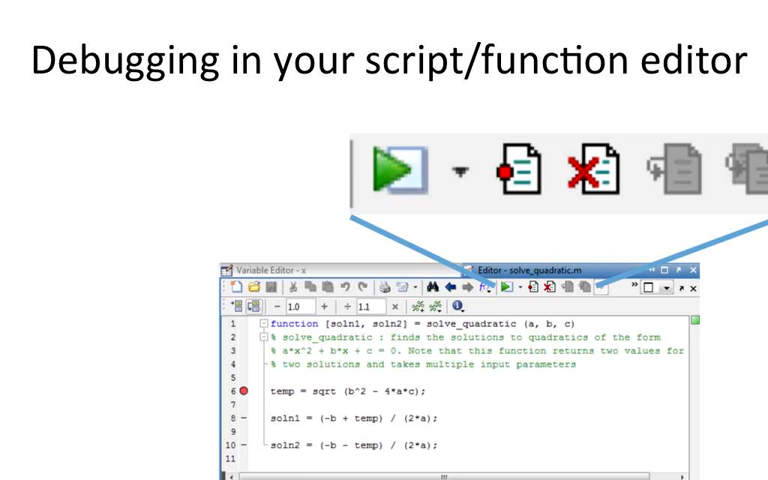 Debugging in your script/function editor
Variable Editor - x
Editor - solve_quadratic.m
1.0
1.1
1 function [soln1, soln2] = solve_quadratic (a, b, c)
2 % solve_quadratic : finds the solutions to quadratics of the form
3 % a*x^2 + b*x + c = 0. Note that this function returns two values for
4 % two solutions and takes multiple input parameters
5
6 temp = sqrt (b^2 - 4*a*c);
7
8 soln1 = (-b + temp) / (2*a);
9
10 soln2 = (-b - temp) / (2*a);
11